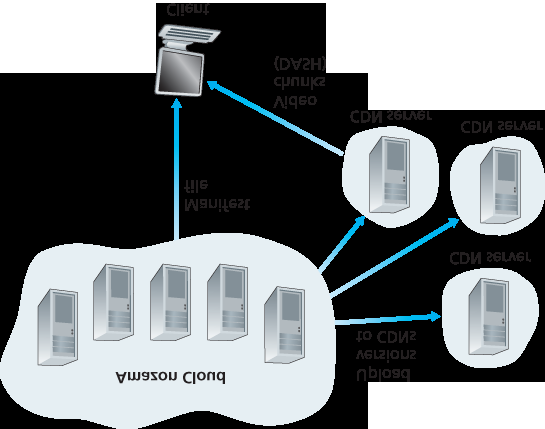 Client
Video
chunks
(DASH)
Manifest
file
CDN server
CDN server
CDN server
Upload
versions
to CDNs
Amazon Cloud